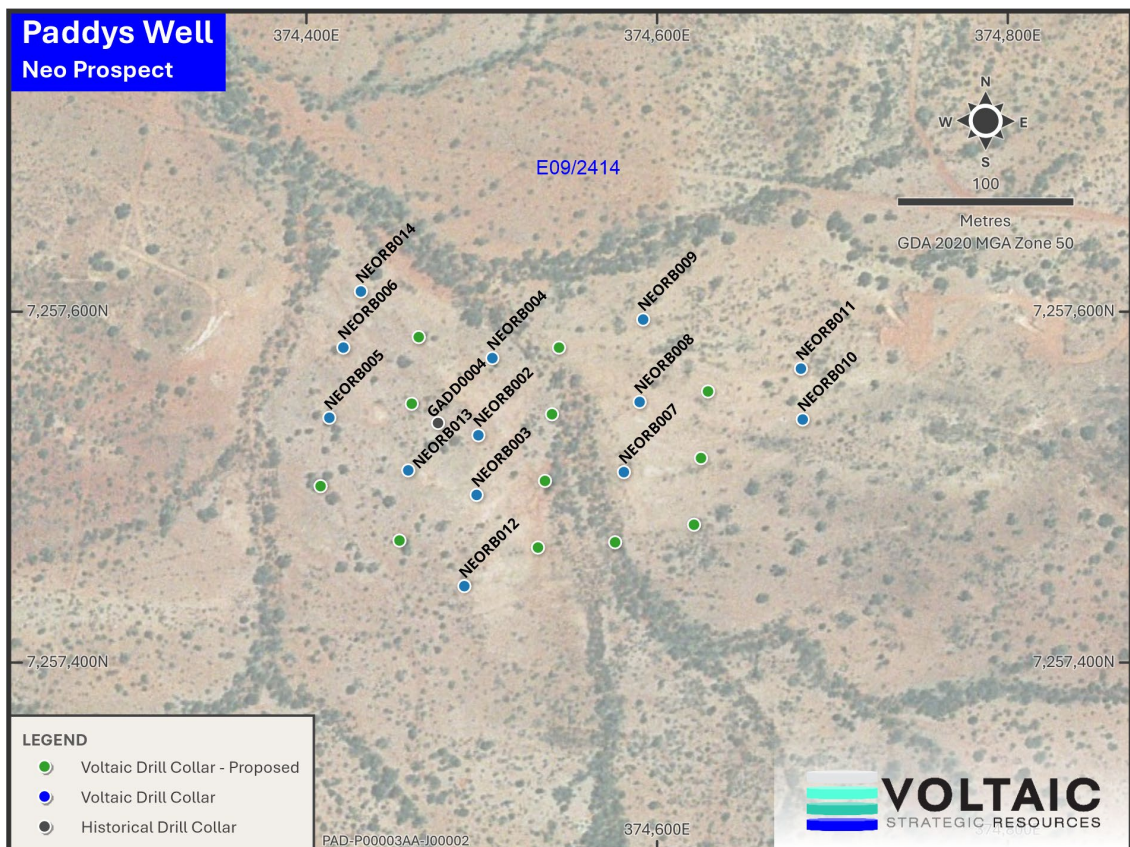 Paddys Well
Neo Prospect
374,400E
374,600E
374,800E
N
W
E
S
100
Metres
GDA 2020 MGA Zone 50
E09/2414
NEORB014
NEORB009
7,257,600N
7,257,600N
NEORB006
NEORB004
NEORB011
NEORB005
GADD0004
NEORB002
NEORB008
NEORB010
NEORB013
NEORB003
NEORB007
NEORB012
7,257,400N
7,257,400N
LEGEND
Voltaic Drill Collar - Proposed
Voltaic Drill Collar
Historical Drill Collar
PAD-P00003AA-J00002
374,600E
374,800E
VOLTAIC
STRATEGIC RESOURCES